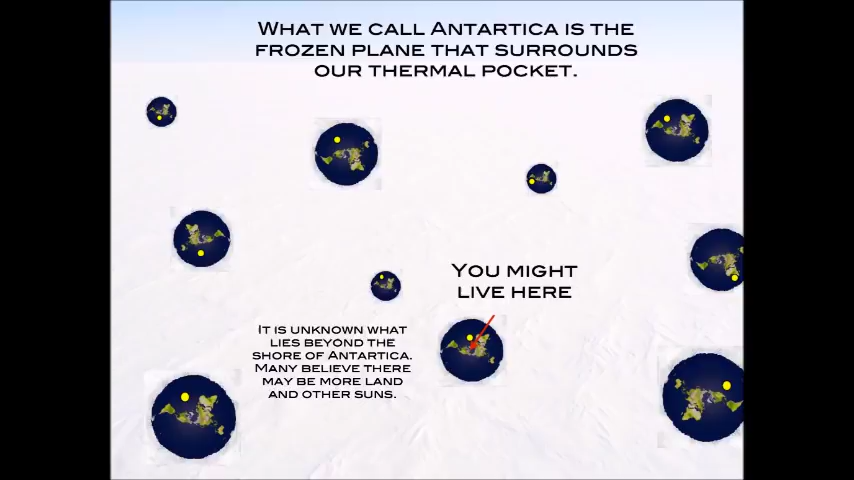 What we call Antartica is the
frozen plane that surrounds
our thermal pocket.
You might
live here
It is unknown what
lies beyond the
shore of Antartica.
Many believe there
may be more land
and other suns.